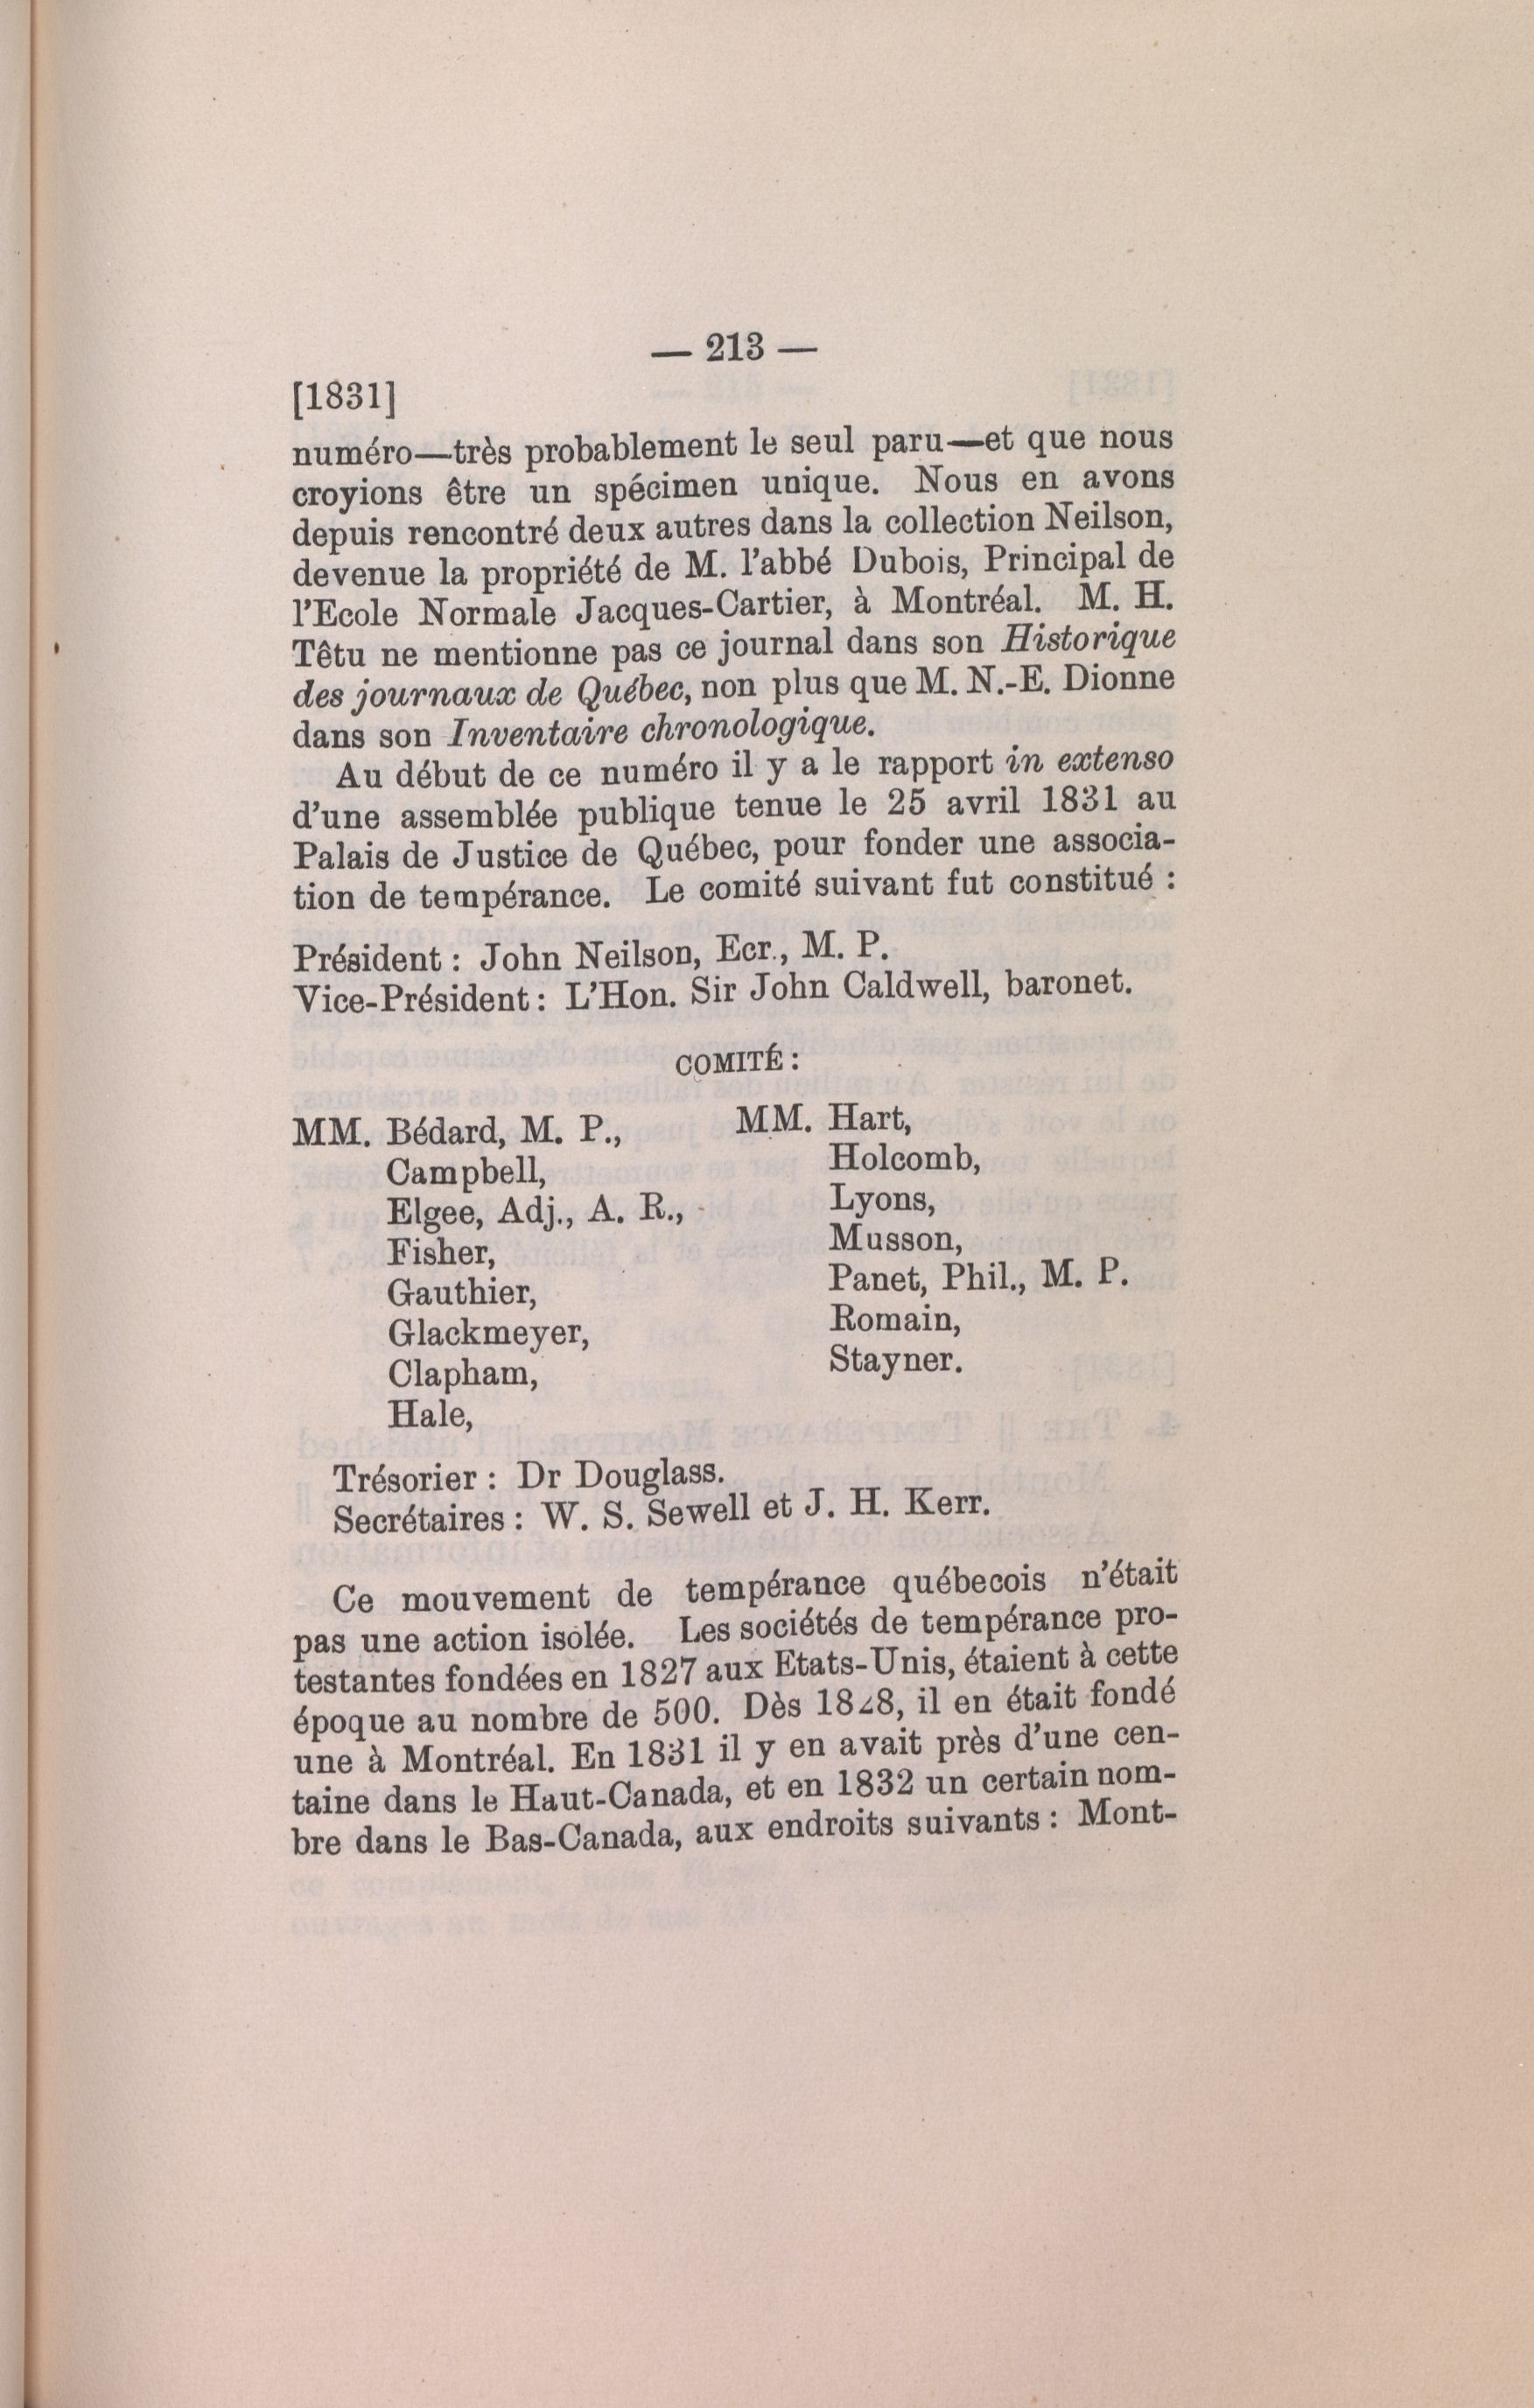 — 213 —
[1831]
numéro—très probablement le seul paru—et que nous
croyions être un spécimen unique. Nous en avons
depuis rencontré deux autres dans la collection Neilson,
devenue la propriété de M. l'abbé Dubois, Principal de
l'Ecole Normale Jacques-Cartier, à Montréal. M. H.
Têtu ne mentionne pas ce journal dans son Historique
des journaux de Québec, non plus que M. N.-E. Dionne
dans son Inventaire chronologique.
Au début de ce numéro il y a le rapport in extenso
d'une assemblée publique tenue le 25 avril 1831 au
Palais de Justice de Québec, pour fonder une associa-
tion de tempérance. Le comité suivant fut constitué :
Président : John Neilson, Ecr., M. P.
Vice-Président : L'Hon. Sir John Caldwell, baronet.
COMITÉ :
MM. Bédard, M. P.,
Campbell,
Elgee, Adj., A. R.,
Fisher,
Gauthier,
Glackmeyer,
Clapham,
Hale,
MM. Hart,
Holcomb,
Lyons,
Musson,
Panet, Phil., M. P.
Romain,
Stayner.
Trésorier : Dr Douglass.
Secrétaires : W. S. Sewell et J. H. Kerr.
Ce mouvement de tempérance québecois n'était
pas une action isolée. Les sociétés de tempérance pro-
testantes fondées en 1827 aux Etats-Unis, étaient à cette
époque au nombre de 500. Dès 1828, il en était fondé
une à Montréal. En 1831 il y en avait près d'une cen-
taine dans le Haut-Canada, et en 1832 un certain nom-
bre dans le Bas-Canada, aux endroits suivants : Mont-